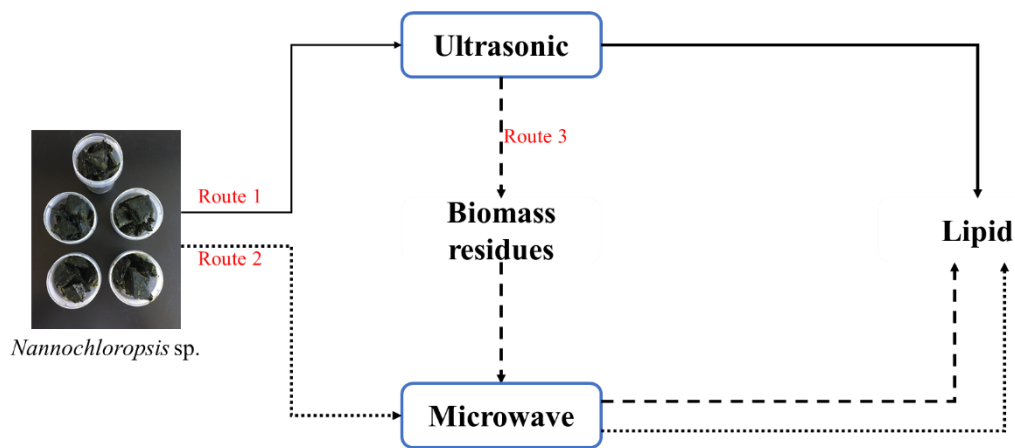 Ultrasonic
Route 3
Route 1
Biomass
residues
Lipid
Route 2
Nannochloropsis sp.
Microwave